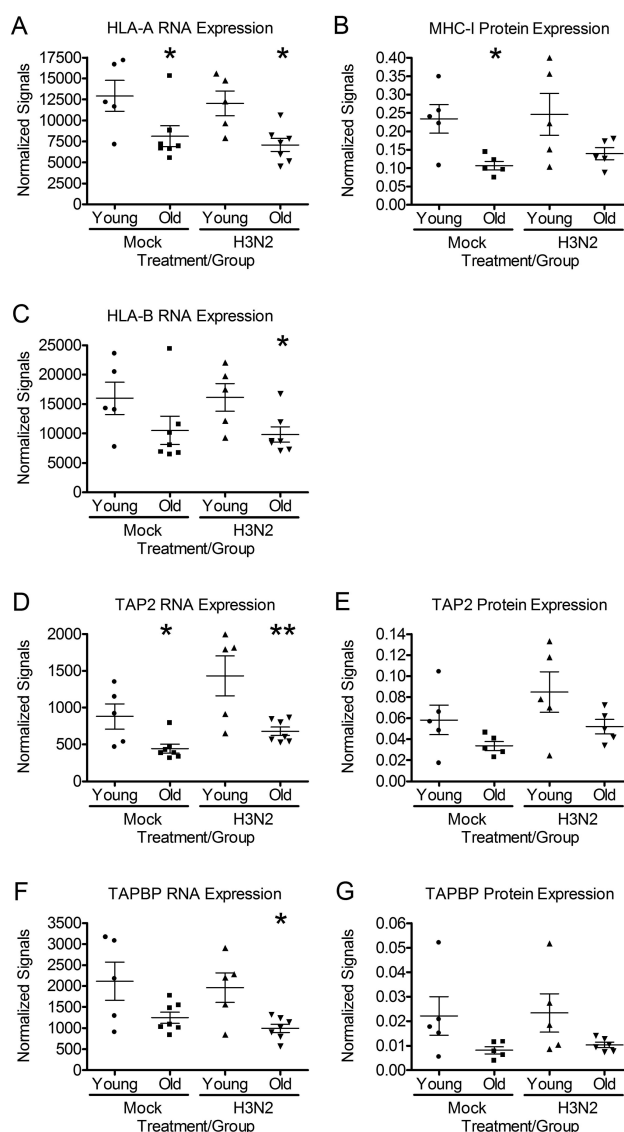 A
HLA-A RNA Expression
Normalized Signals
17500
15000
12500
10000
7500
5000
2500
0
*
*
Young Old Young Old
Mock H3N2
Treatment/Group
B
MHC-I Protein Expression
Normalized Signals
0.40
0.35
0.30
0.25
0.20
0.15
0.10
0.05
0.00
*
Young Old Young Old
Mock H3N2
Treatment/Group
C
HLA-B RNA Expression
Normalized Signals
25000
20000
15000
10000
5000
0
*
Young Old Young Old
Mock H3N2
Treatment/Group
D
TAP2 RNA Expression
Normalized Signals
2000
1500
1000
500
0
*
**
Young Old Young Old
Mock H3N2
Treatment/Group
E
TAP2 Protein Expression
Normalized Signals
0.14
0.12
0.10
0.08
0.06
0.04
0.02
0.00
Young Old Young Old
Mock H3N2
Treatment/Group
F
TAPBP RNA Expression
Normalized Signals
3500
3000
2500
2000
1500
1000
500
0
*
Young Old Young Old
Mock H3N2
Treatment/Group
G
TAPBP Protein Expression
Normalized Signals
0.06
0.05
0.04
0.03
0.02
0.01
0.00
Young Old Young Old
Mock H3N2
Treatment/Group